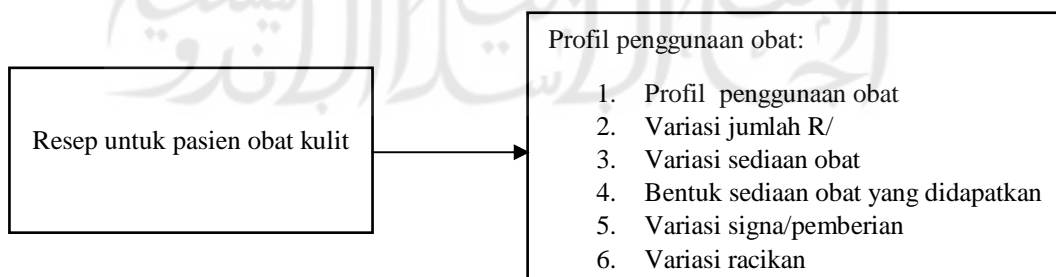 Profil penggunaan obat:
Resep untuk pasien obat kulit
1. Profil penggunaan obat
2. Variasi jumlah R/
3. Variasi sediaan obat
4. Bentuk sediaan obat yang didapatkan
5. Variasi signa/pemberian
6. Variasi racikan